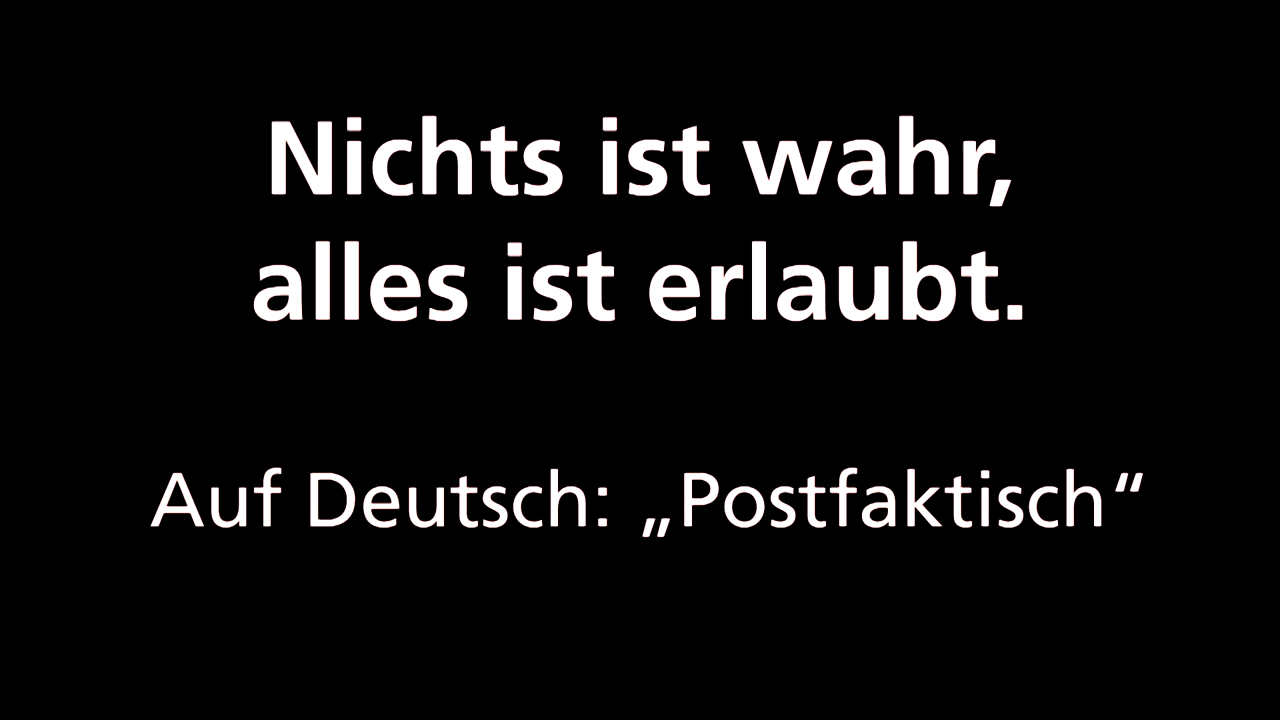 Nichts ist wahr,
alles ist erlaubt.
Auf Deutsch: „Postfaktisch“